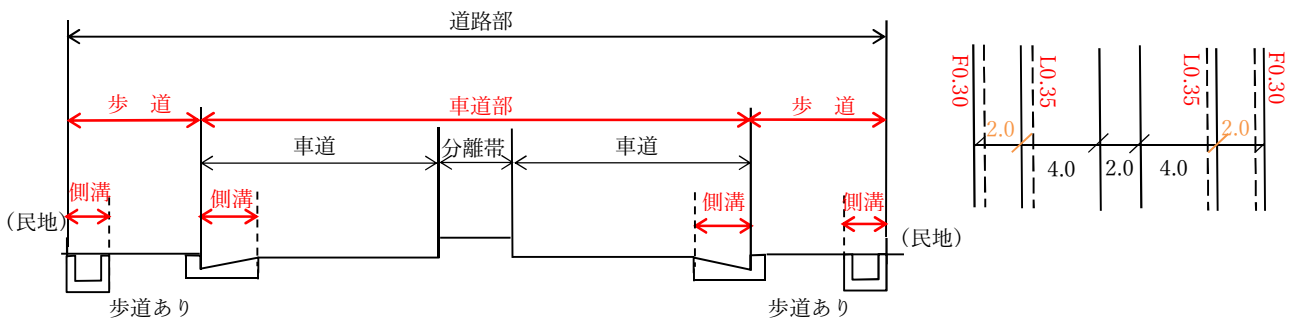 道路部
歩　道
車道部
歩　道
車道
分離帯
車道
側溝
側溝
側溝
側溝
（民地）
（民地）
歩道あり
歩道あり
F0.30
L0.35
L0.35
F0.30
2.0
4.0
2.0
4.0
2.0